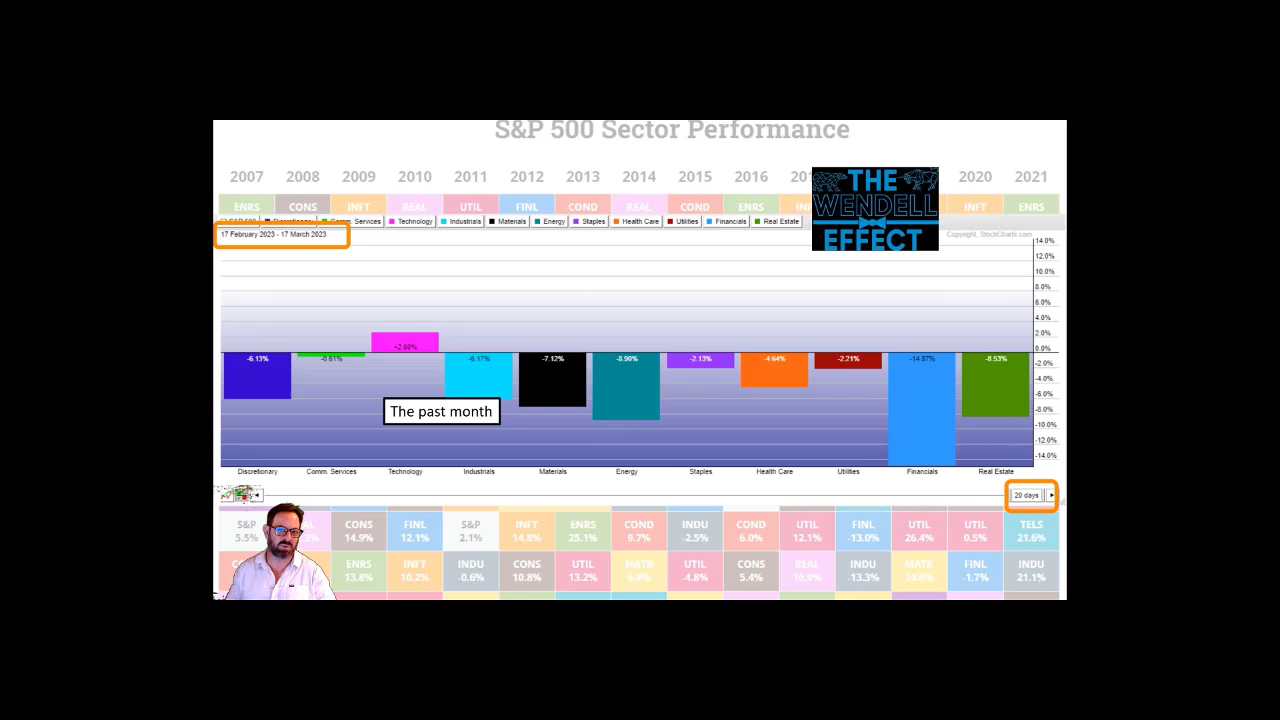 S&P 500 Sector Performance
2007 2008 2009 2010 2011 2012 2013 2014 2015 2016 2020 2021
ENRS CONS INFT REAL UTIL FINL COND REAL COND ENRS INFT ENRS
THE
WENDELL
EFFECT
Comm. Services Technology Industrials Materials Energy Staples Health Care Utilities Financials Real Estate
17 February 2023 - 17 March 2023
Copyright, StockCharts.com
14.0%
12.0%
10.0%
8.0%
6.0%
4.0%
2.0%
0.0%
-2.0%
-4.0%
-6.0%
-8.0%
-10.0%
-12.0%
-14.0%
+2.60%
-6.13% -0.61% -6.17% -7.12% -8.90% -2.13% -4.64% -2.21% -14.87% -8.53%
The past month
Discretionary Comm. Services Technology Industrials Materials Energy Staples Health Care Utilities Financials Real Estate
20 days
S&P CONS FINL S&P INFT ENRS COND INDU COND UTIL FINL UTIL UTIL TELS
5.5% 14.9% 12.1% 2.1% 14.8% 25.1% 9.7% -2.5% 6.0% 12.1% -13.0% 26.4% 0.5% 21.6%
ENRS INFT INDU CONS UTIL MATR UTIL CONS REAL INDU MATR FINL INDU
13.8% 10.2% -0.6% 10.8% 13.2% 6.9% -4.8% 5.4% 10.9% -13.3% -1.7% 21.1%